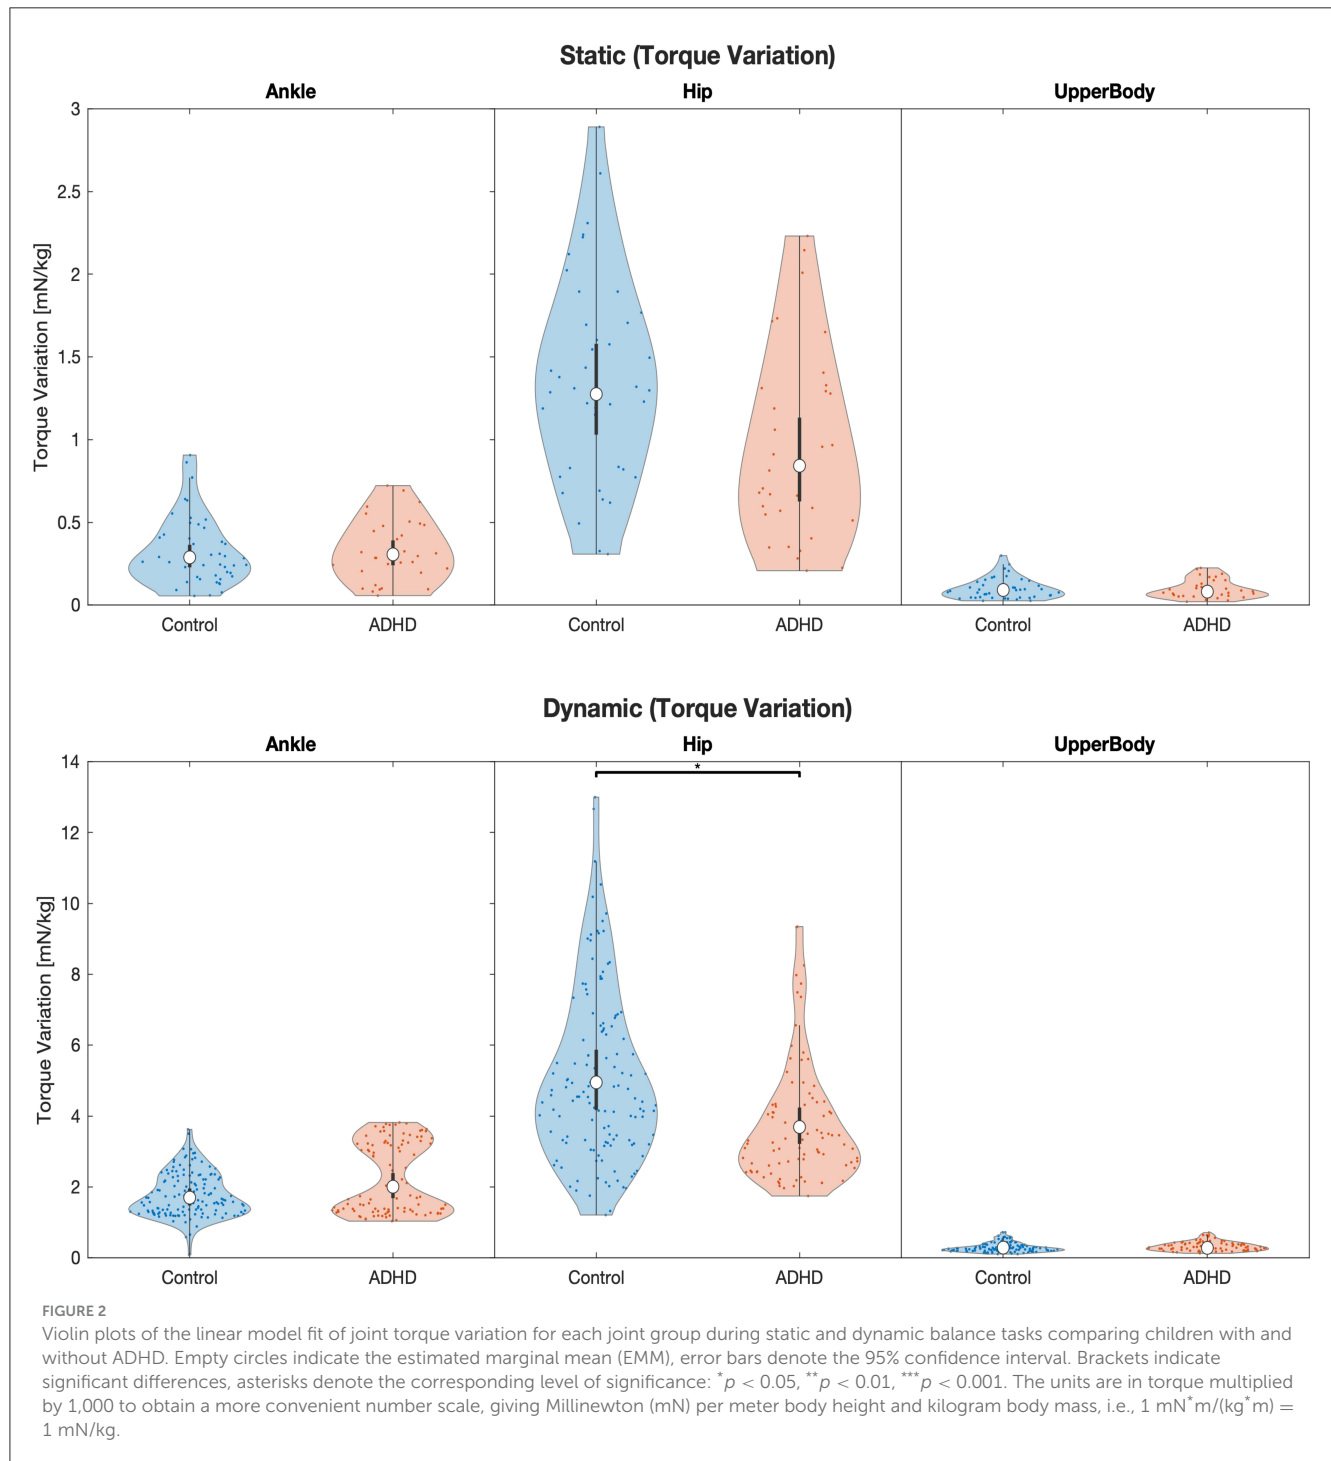 Static (Torque Variation)
Ankle Hip UpperBody
Torque Variation [mN/kg]
3
2.5
2
1.5
1
0.5
0
Control ADHD Control ADHD Control ADHD
Dynamic (Torque Variation)
Ankle Hip UpperBody
Torque Variation [mN/kg]
*
14
12
10
8
6
4
2
0
Control ADHD Control ADHD Control ADHD
FIGURE 2
Violin plots of the linear model fit of joint torque variation for each joint group during static and dynamic balance tasks comparing children with and
without ADHD. Empty circles indicate the estimated marginal mean (EMM), error bars denote the 95% confidence interval. Brackets indicate
significant differences, asterisks denote the corresponding level of significance: *p < 0.05, **p < 0.01, ***p < 0.001. The units are in torque multiplied
by 1,000 to obtain a more convenient number scale, giving Millinewton (mN) per meter body height and kilogram body mass, i.e., 1 mN*m/(kg*m) =
1 mN/kg.